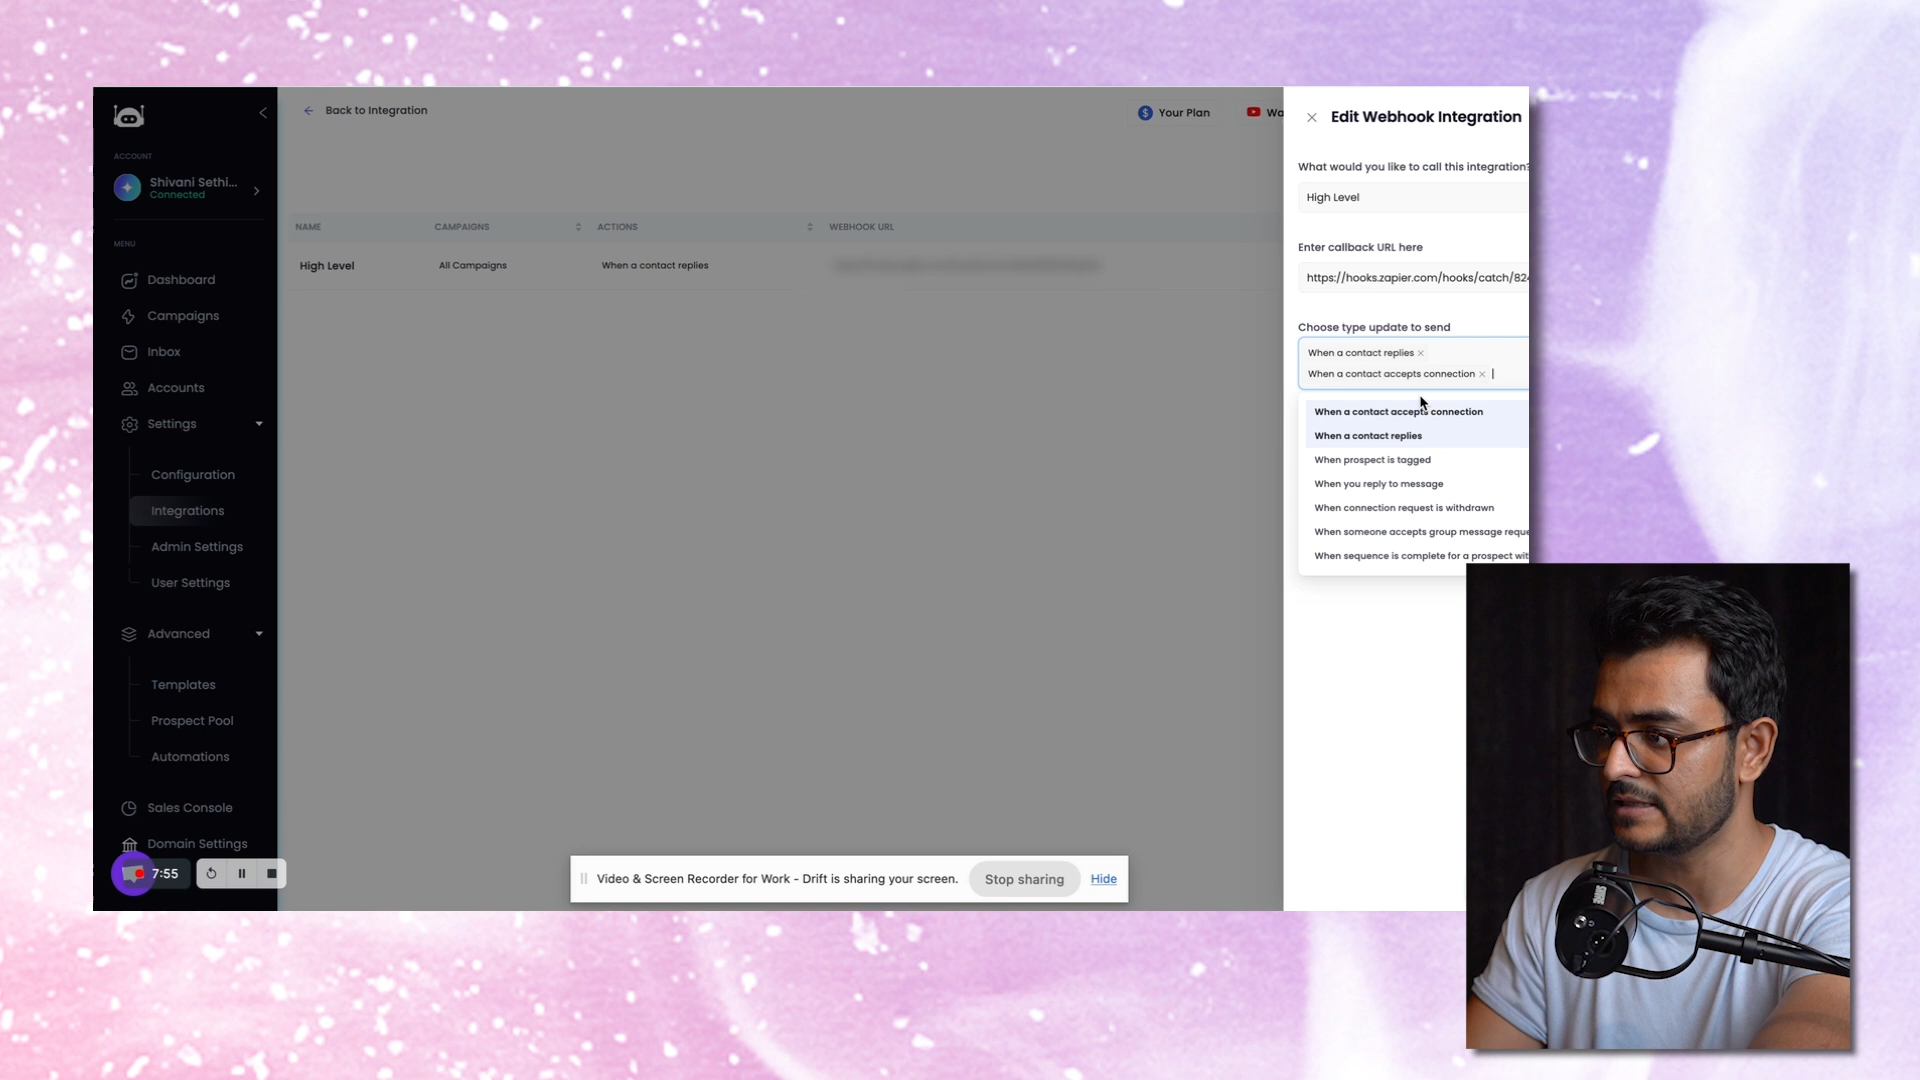 Back to Integration
Your Plan
Wa
ACCOUNT
Shivani Sethi...
Connected
MENU
Dashboard
Campaigns
Inbox
Accounts
Settings
Configuration
Integrations
Admin Settings
User Settings
Advanced
Templates
Prospect Pool
Automations
Sales Console
Domain Settings
7:55
NAME CAMPAIGNS ACTIONS WEBHOOK URL
High Level All Campaigns When a contact replies
Edit Webhook Integration
What would you like to call this integration?
High Level
Enter callback URL here
https://hooks.zapier.com/hooks/catch/824
Choose type update to send
When a contact replies
When a contact accepts connection
When a contact accepts connection
When a contact replies
When prospect is tagged
When you reply to message
When connection request is withdrawn
When someone accepts group message reque
When sequence is complete for a prospect wit
Video & Screen Recorder for Work - Drift is sharing your screen. Stop sharing Hide
SHURE